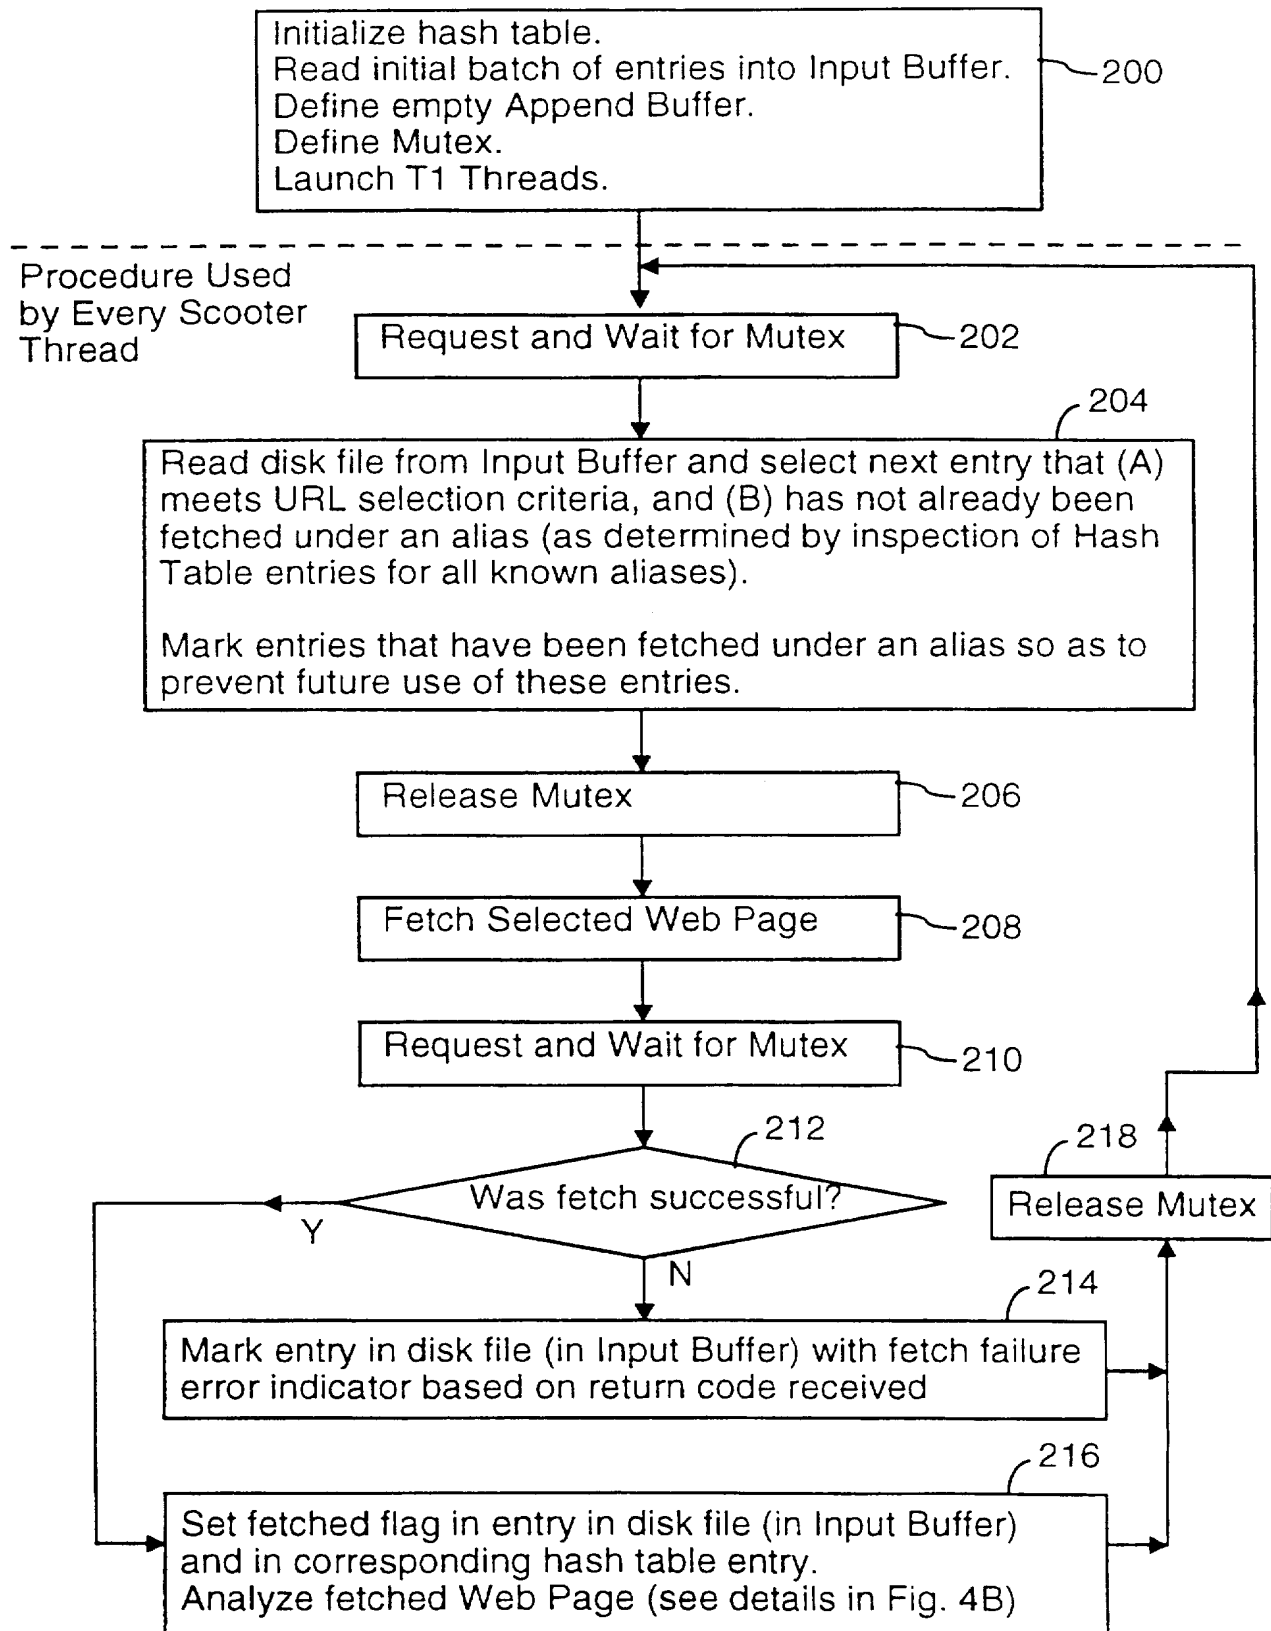 Initialize hash table.
Read initial batch of entries into Input Buffer.
Define empty Append Buffer.
Define Mutex.
Launch T1 Threads.
200
Procedure Used
by Every Scooter
Thread
Request and Wait for Mutex
202
204
Read disk file from Input Buffer and select next entry that (A)
meets URL selection criteria, and (B) has not already been
fetched under an alias (as determined by inspection of Hash
Table entries for all known aliases).
Mark entries that have been fetched under an alias so as to
prevent future use of these entries.
Release Mutex
206
Fetch Selected Web Page
208
Request and Wait for Mutex
210
212
Was fetch successful?
Y
N
218
Release Mutex
214
Mark entry in disk file (in Input Buffer) with fetch failure
error indicator based on return code received
216
Set fetched flag in entry in disk file (in Input Buffer)
and in corresponding hash table entry.
Analyze fetched Web Page (see details in Fig. 4B)